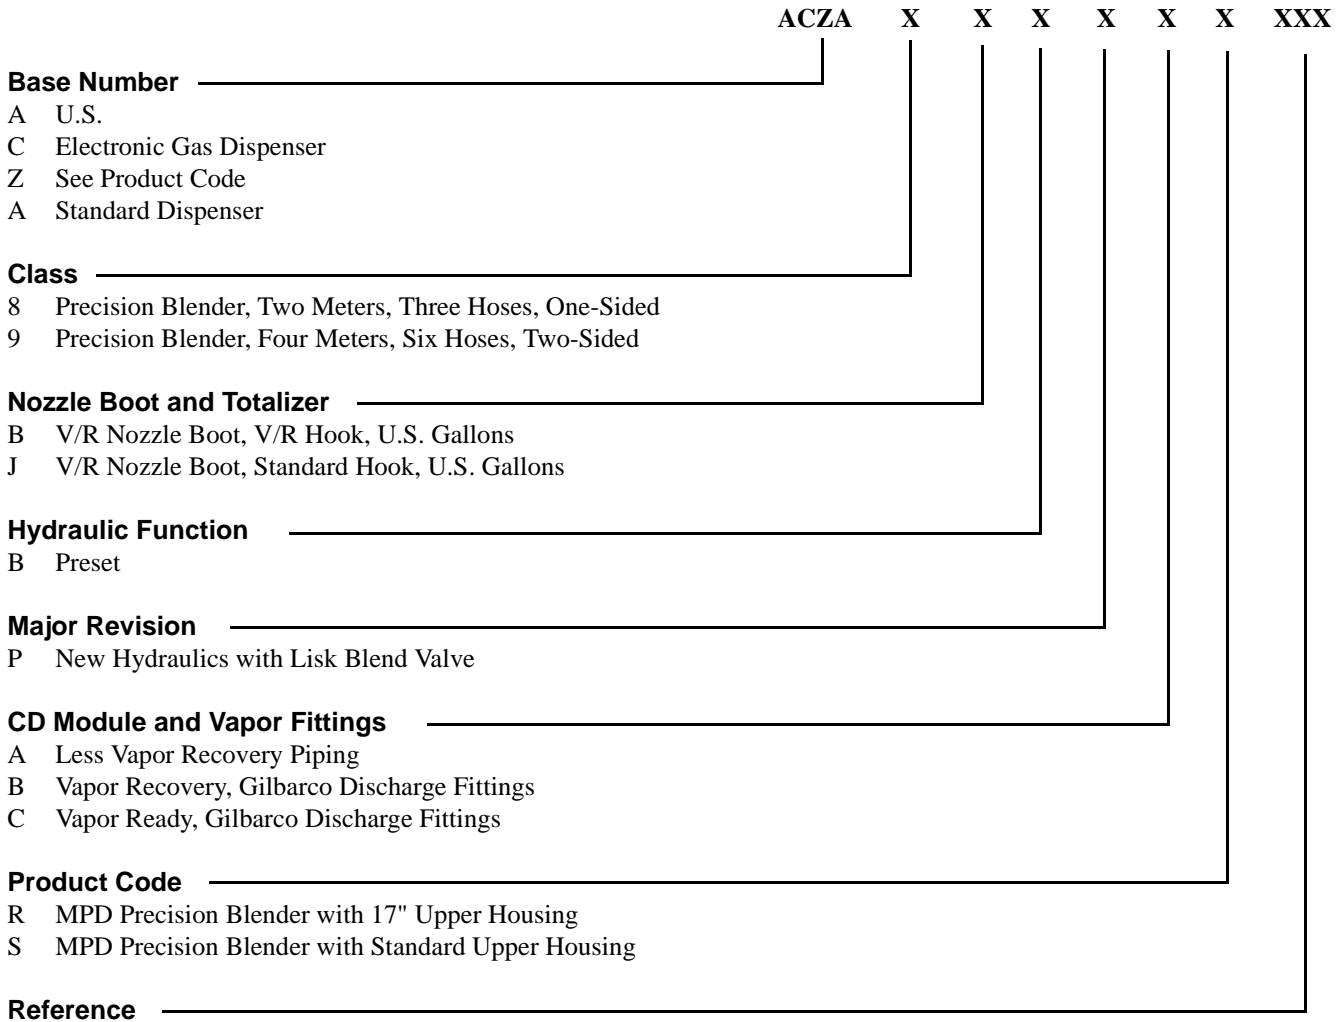 ACZA X X X X X X XXX
Base Number
A U.S.
C Electronic Gas Dispenser
Z See Product Code
A Standard Dispenser
Class
8 Precision Blender, Two Meters, Three Hoses, One-Sided
9 Precision Blender, Four Meters, Six Hoses, Two-Sided
Nozzle Boot and Totalizer
B V/R Nozzle Boot, V/R Hook, U.S. Gallons
J V/R Nozzle Boot, Standard Hook, U.S. Gallons
Hydraulic Function
B Preset
Major Revision
P New Hydraulics with Lisk Blend Valve
CD Module and Vapor Fittings
A Less Vapor Recovery Piping
B Vapor Recovery, Gilbarco Discharge Fittings
C Vapor Ready, Gilbarco Discharge Fittings
Product Code
R MPD Precision Blender with 17" Upper Housing
S MPD Precision Blender with Standard Upper Housing
Reference